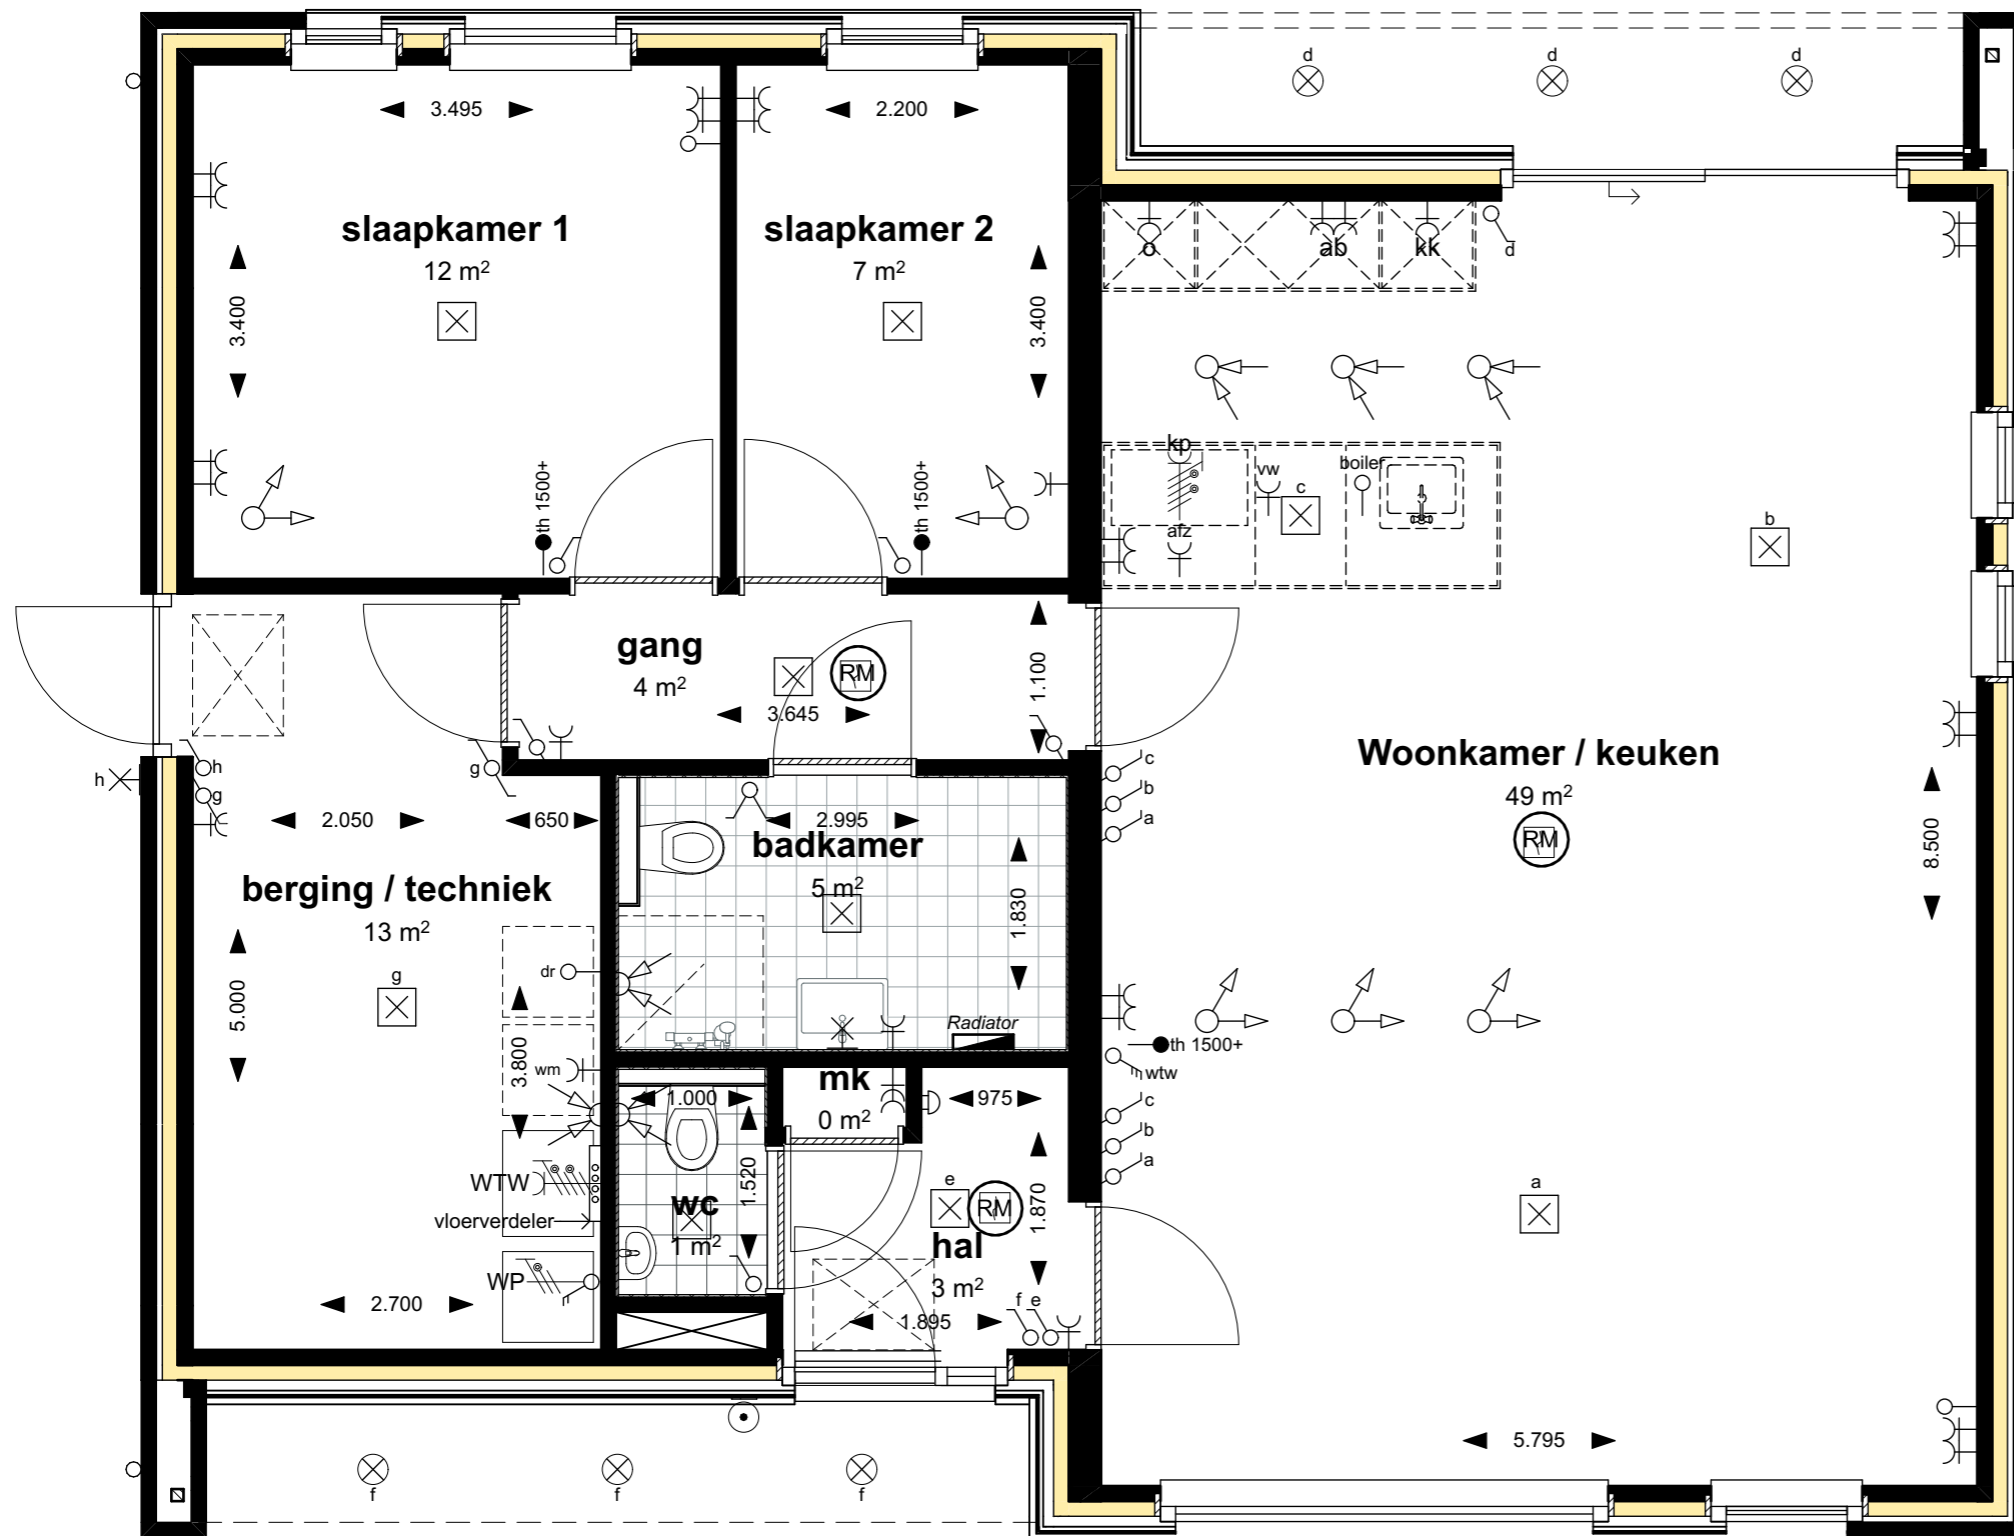 d
d
d
3.495
2.200
slaapkamer 1
12 m²
slaapkamer 2
7 m²
o
ab
kk
d
3.400
3.400
kp
vw
boiler
c
afz
b
th 1500+
th 1500+
gang
4 m²
RM
3.645
1.100
h
h
g
g
2.050
650
2.995
badkamer
5 m²
1.830
c
b
a
Woonkamer / keuken
49 m²
RM
8.500
berging / techniek
13 m²
g
5.000
dr
3.800
wm
Radiator
th 1500+
wtw
c
b
a
mk
0 m²
975
1.000
1.520
wc
1 m²
WTW
vloerverdeler
WP
2.700
e
RM
hal
3 m²
1.870
1.895
f
e
a
5.795
f
f
f